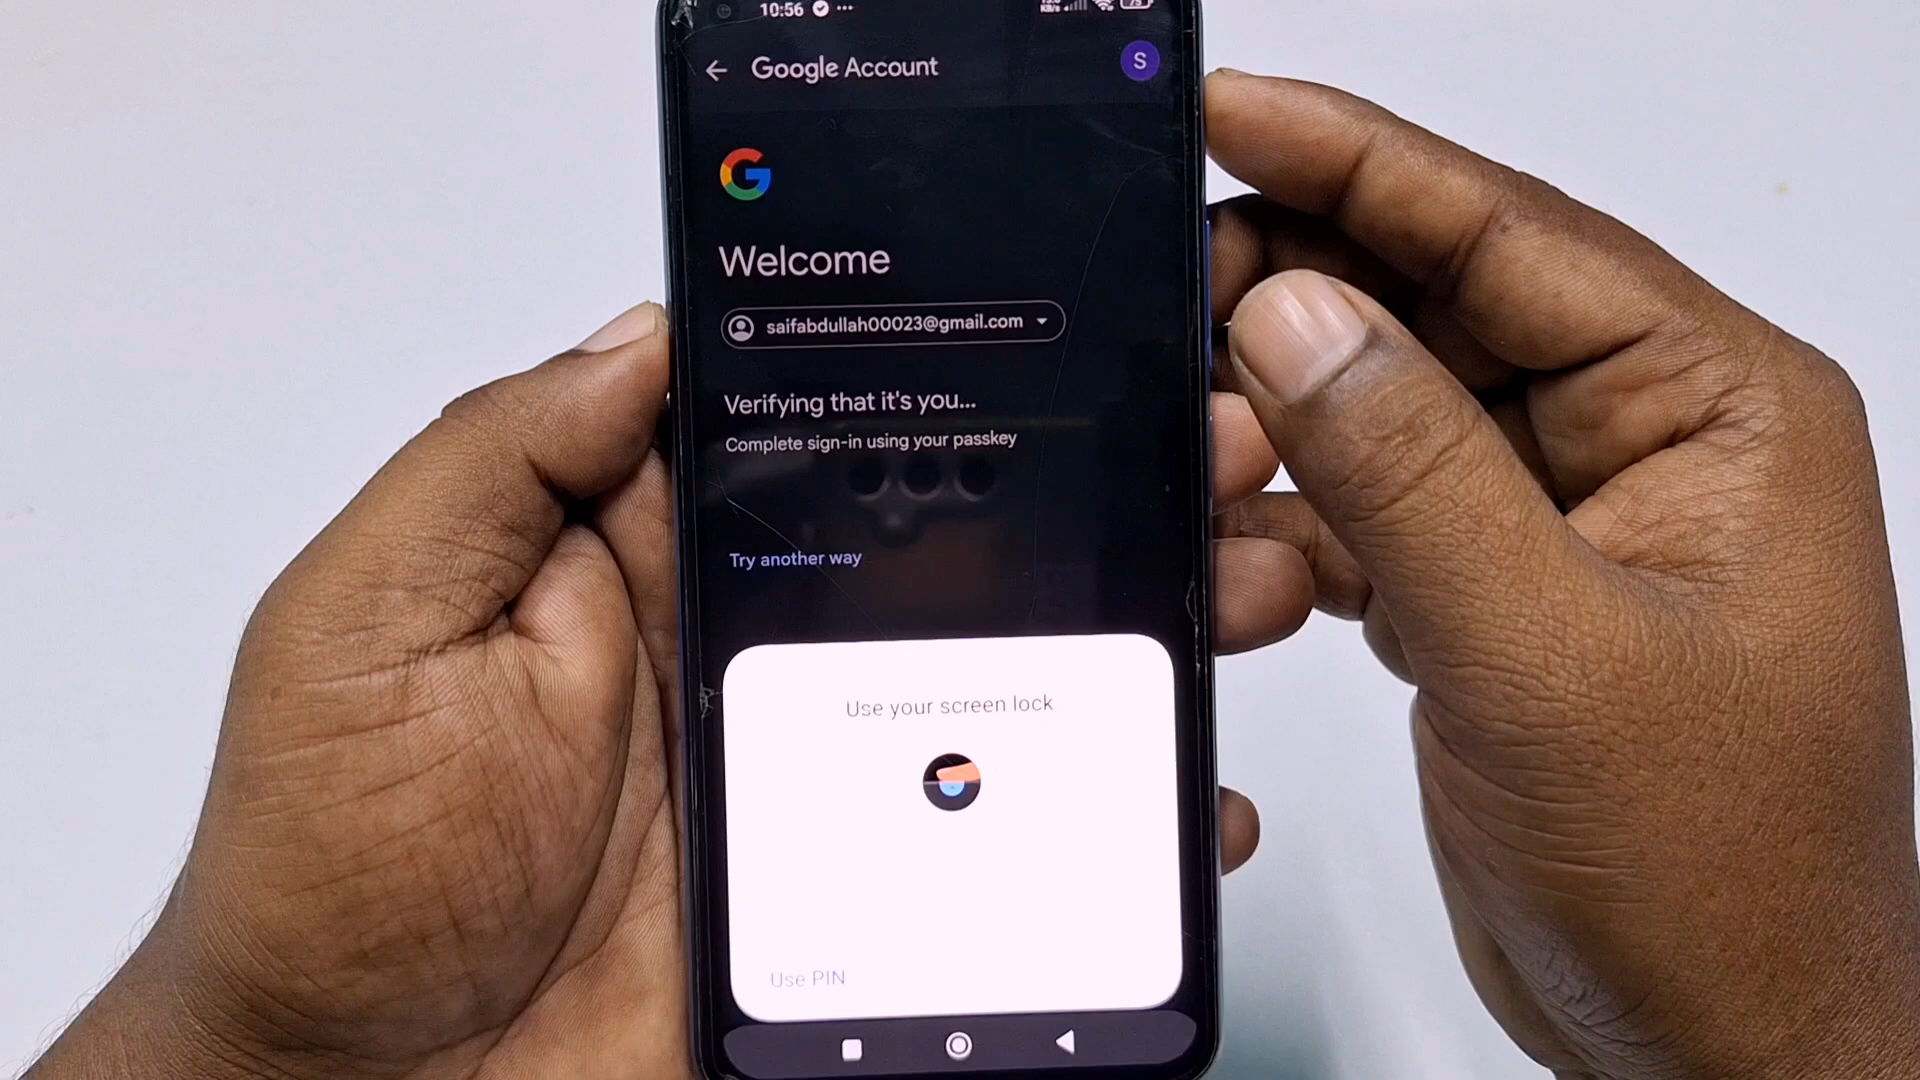 10:56
Google Account
S
Welcome
saifabdullah00023@gmail.com
Verifying that it's you...
Complete sign-in using your passkey
Try another way
Use your screen lock
Use PIN